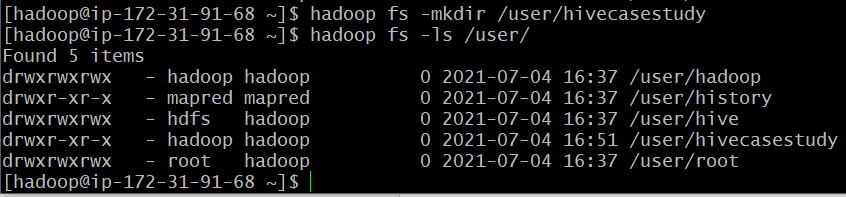 [hadoop@ip-172-31-91-68 ~]$ hadoop fs -mkdir /user/hivecasestudy
[hadoop@ip-172-31-91-68 ~]$ hadoop fs -ls /user/
Found 5 items
drwxrwxrwx   - hadoop hadoop          0 2021-07-04 16:37 /user/hadoop
drwxr-xr-x   - mapred mapred          0 2021-07-04 16:37 /user/history
drwxrwxrwx   - hdfs   hadoop          0 2021-07-04 16:37 /user/hive
drwxr-xr-x   - hadoop hadoop          0 2021-07-04 16:51 /user/hivecasestudy
drwxrwxrwx   - root   hadoop          0 2021-07-04 16:37 /user/root
[hadoop@ip-172-31-91-68 ~]$